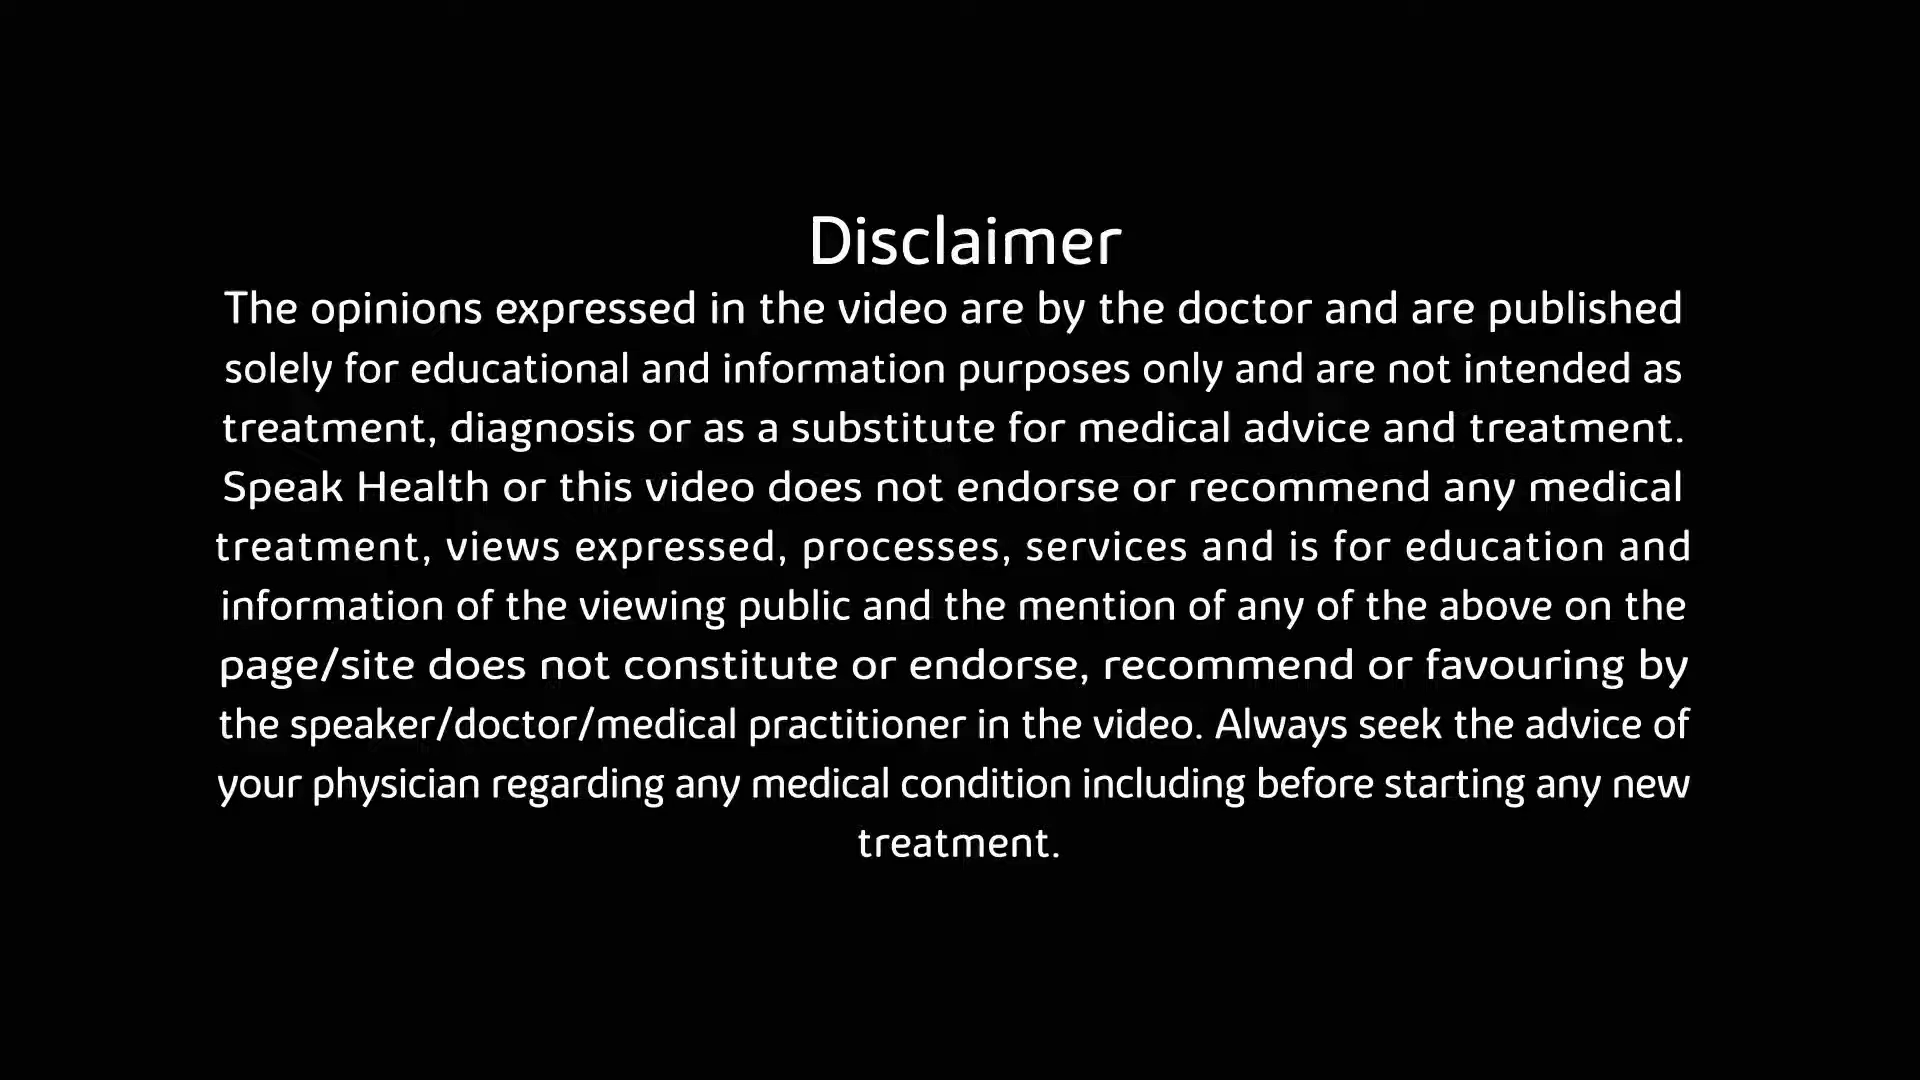 Disclaimer
The opinions expressed in the video are by the doctor and are published
solely for educational and information purposes only and are not intended as
treatment, diagnosis or as a substitute for medical advice and treatment.
Speak Health or this video does not endorse or recommend any medical
treatment, views expressed, processes, services and is for education and
information of the viewing public and the mention of any of the above on the
page/site does not constitute or endorse, recommend or favouring by
the speaker/doctor/medical practitioner in the video. Always seek the advice of
your physician regarding any medical condition including before starting any new
treatment.